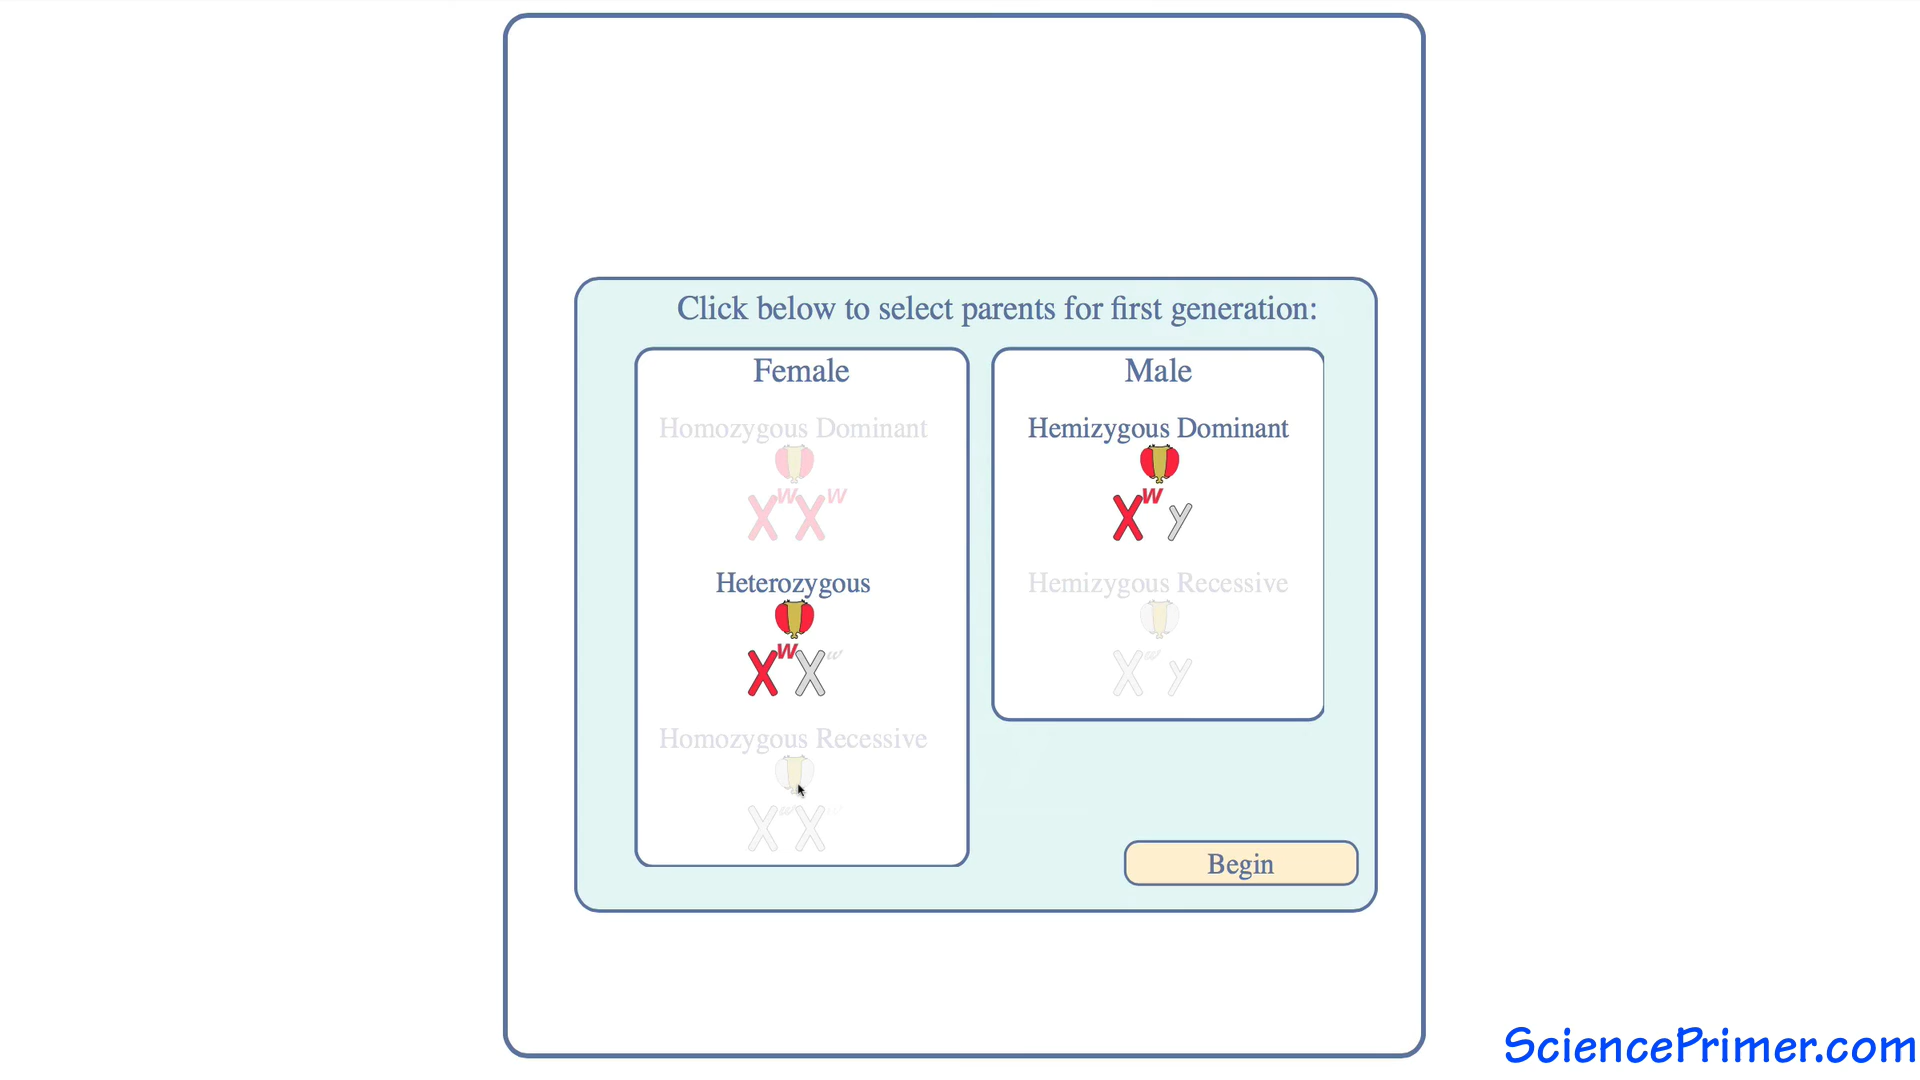 Click below to select parents for first generation:
Female
Homozygous Dominant
X W X W
Heterozygous
X W X w
Homozygous Recessive
X w X w
Male
Hemizygous Dominant
X W y
Hemizygous Recessive
X w y
Begin
SciencePrimer.com